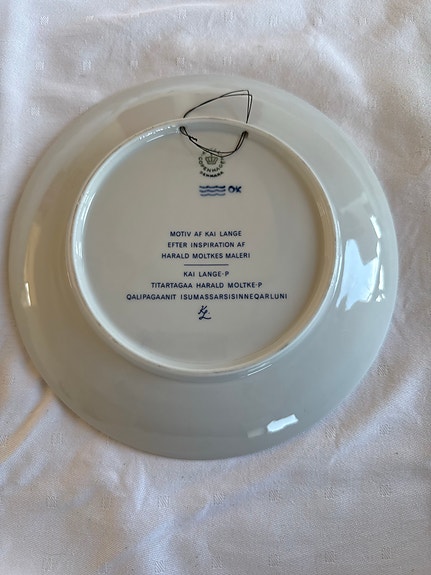 COPENHAGEN
DENMARK
OK
MOTIV AF KAI LANGE
EFTER INSPIRATION AF
HARALD MOLTKES MALERI
KAI LANGE-P
TITARTAGAA HARALD MOLTKE-P
QALIPAGAANIT ISUMASSARSISINNEQARLUNI